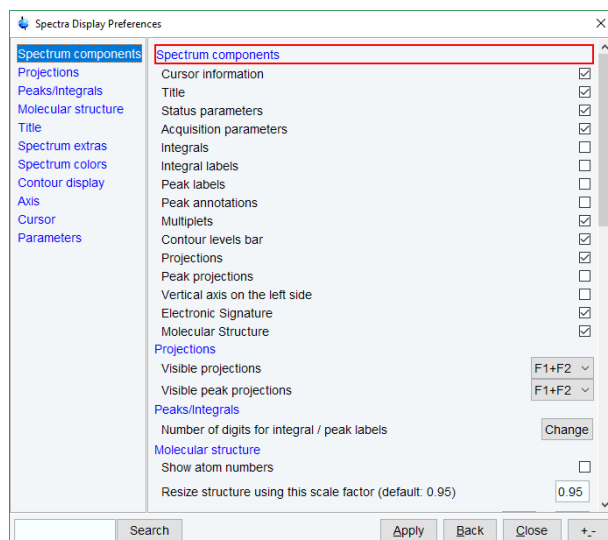 Spectra Display Preferences
Spectrum components
Projections
Peaks/Integrals
Molecular structure
Title
Spectrum extras
Spectrum colors
Contour display
Axis
Cursor
Parameters
Spectrum components
Cursor information
Title
Status parameters
Acquisition parameters
Integrals
Integral labels
Peak labels
Peak annotations
Multiplets
Contour levels bar
Projections
Peak projections
Vertical axis on the left side
Electronic Signature
Molecular Structure
Projections
Visible projections F1+F2
Visible peak projections F1+F2
Peaks/Integrals
Number of digits for integral / peak labels Change
Molecular structure
Show atom numbers
Resize structure using this scale factor (default: 0.95) 0.95
Search Apply Back Close +.-